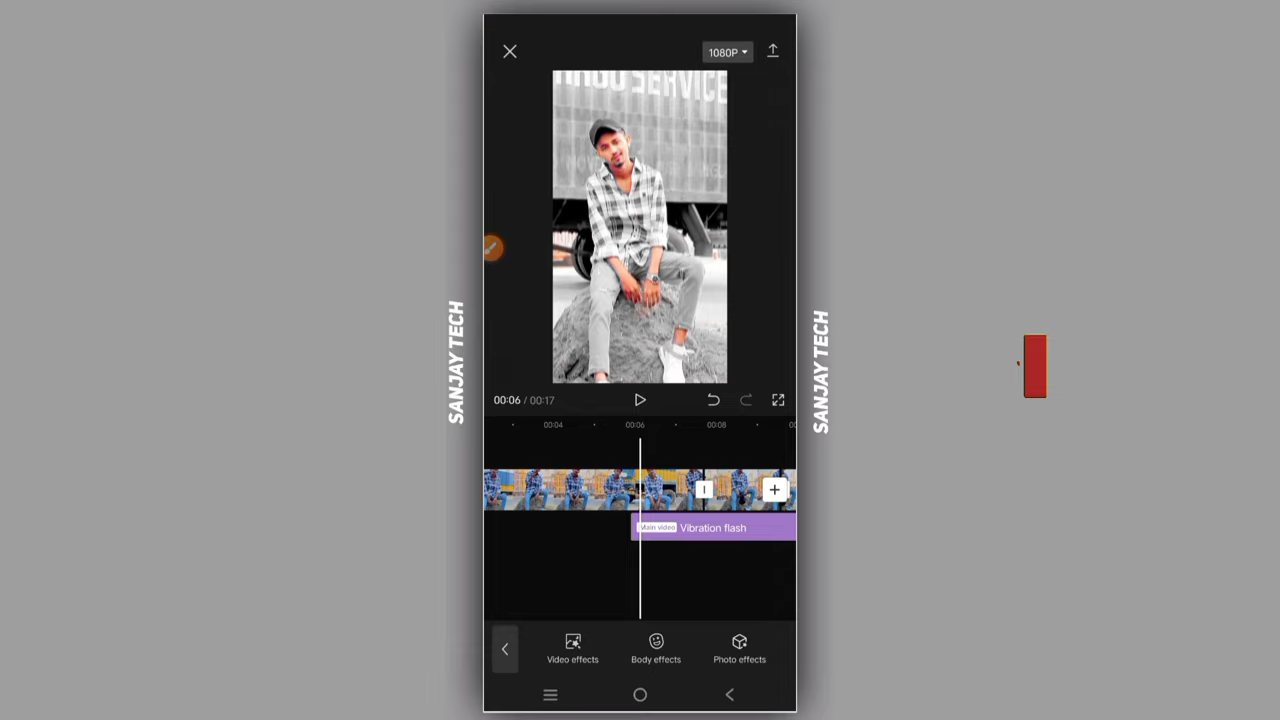 1080P
SERVICE
00:06 / 00:17
00:04
00:06
00:08
Main video
Vibration flash
Video effects
Body effects
Photo effects
SANJAY TECH
SANJAY TECH